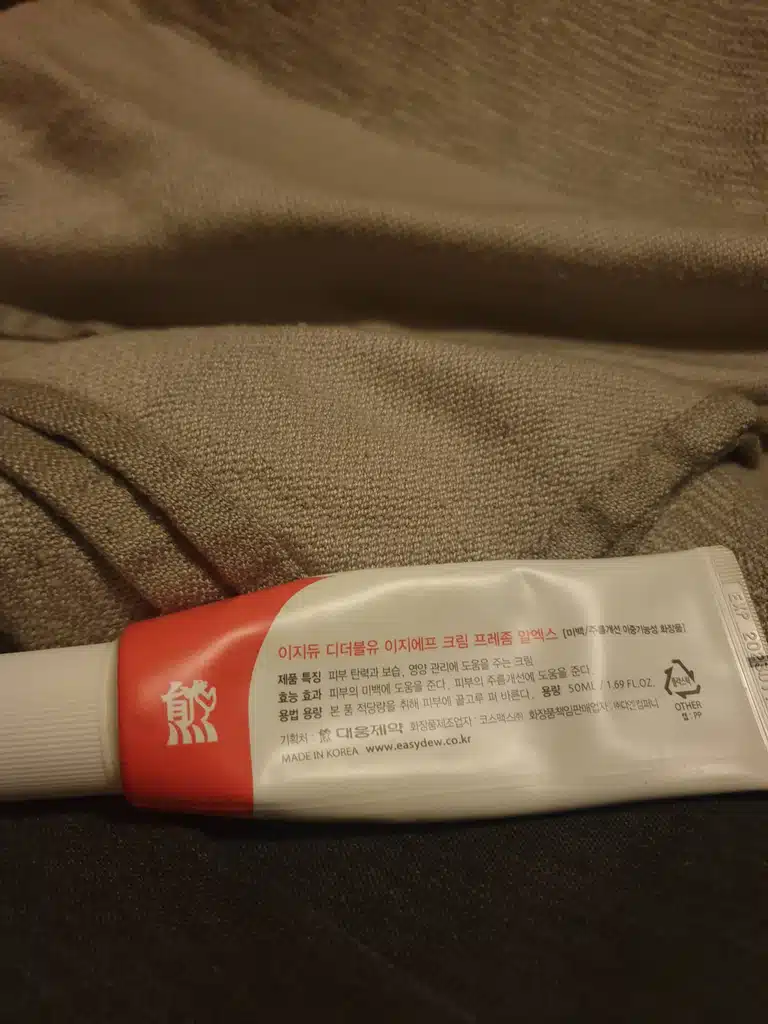 이지듀 디더블유 이지에프 크림 프레종 알엑스 [미백/주름개선 이중기능성 화장품]
제품 특징 피부 탄력과 보습, 영양 관리에 도움을 주는 크림
효능 효과 피부의 미백에 도움을 준다. 피부의 주름개선에 도움을 준다.
용법 용량 본 품 적당량을 취해 피부에 골고루 펴 바른다. 용량 50ML / 1.69 FL.OZ.
기획처 : 대웅제약 화장품제조업자 : 코스맥스㈜ 화장품책임판매업자 : ㈜디엔컴퍼니
MADE IN KOREA www.easydew.co.kr
OTHER
캡 : PP
EXP 20
熊